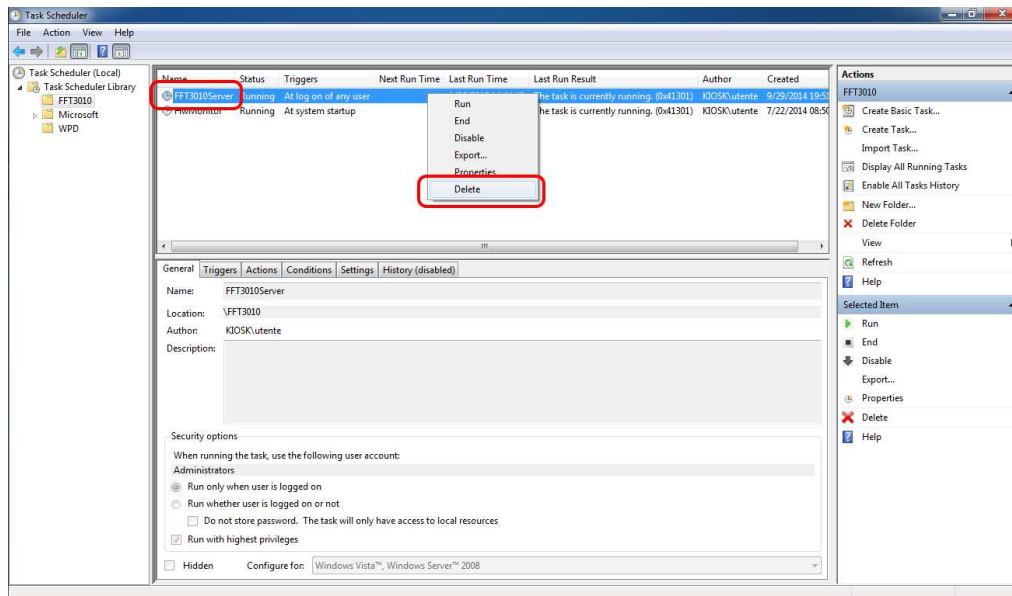 Task Scheduler
File Action View Help
Task Scheduler (Local)
Task Scheduler Library
FFT3010
Microsoft
WPD
Name Status Triggers Next Run Time Last Run Time Last Run Result Author Created
FFT3010Server Running At log on of any user The task is currently running. (0x41301) KIOSK\utente 9/29/2014 19:5
HwMonitor Running At system startup he task is currently running. (0x41301) KIOSK\utente 7/22/2014 08:50
Run
End
Disable
Export...
Properties
Delete
General Triggers Actions Conditions Settings History (disabled)
Name: FFT3010Server
Location: \FFT3010
Author: KIOSK\utente
Description:
Security options
When running the task, use the following user account:
Administrators
Run only when user is logged on
Run whether user is logged on or not
Do not store password. The task will only have access to local resources
Run with highest privileges
Hidden Configure for: Windows Vista™, Windows Server™ 2008
Actions
FFT3010
Create Basic Task...
Create Task...
Import Task...
Display All Running Tasks
Enable All Tasks History
New Folder...
Delete Folder
View
Refresh
Help
Selected Item
Run
End
Disable
Export...
Properties
Delete
Help